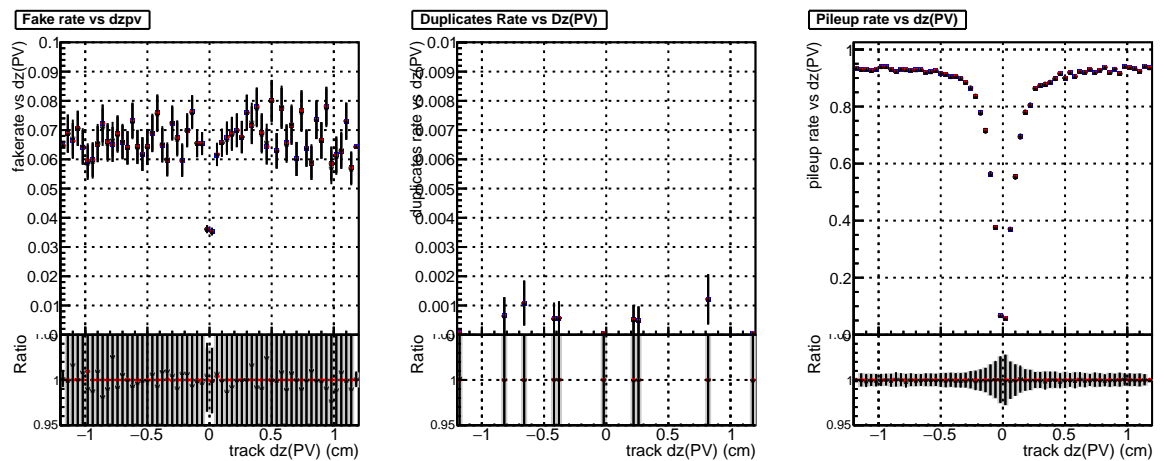 Fake rate vs dzpv
fakerate vs dz(PV)
0.1
0.09
0.08
0.07
0.06
0.05
0.04
0.03
0.02
0.01
Ratio
1
0.95
−1 −0.5 0 0.5 1
track dz(PV) (cm)
Duplicates Rate vs Dz(PV)
duplicates rate vs dz(PV)
0.01
0.009
0.008
0.007
0.006
0.005
0.004
0.003
0.002
0.001
0
Ratio
1
0.95
−1 −0.5 0 0.5 1
track dz(PV) (cm)
Pileup rate vs dz(PV)
pileup rate vs dz(PV)
1
0.8
0.6
0.4
0.2
0
Ratio
1
0.95
−1 −0.5 0 0.5 1
track dz(PV) (cm)